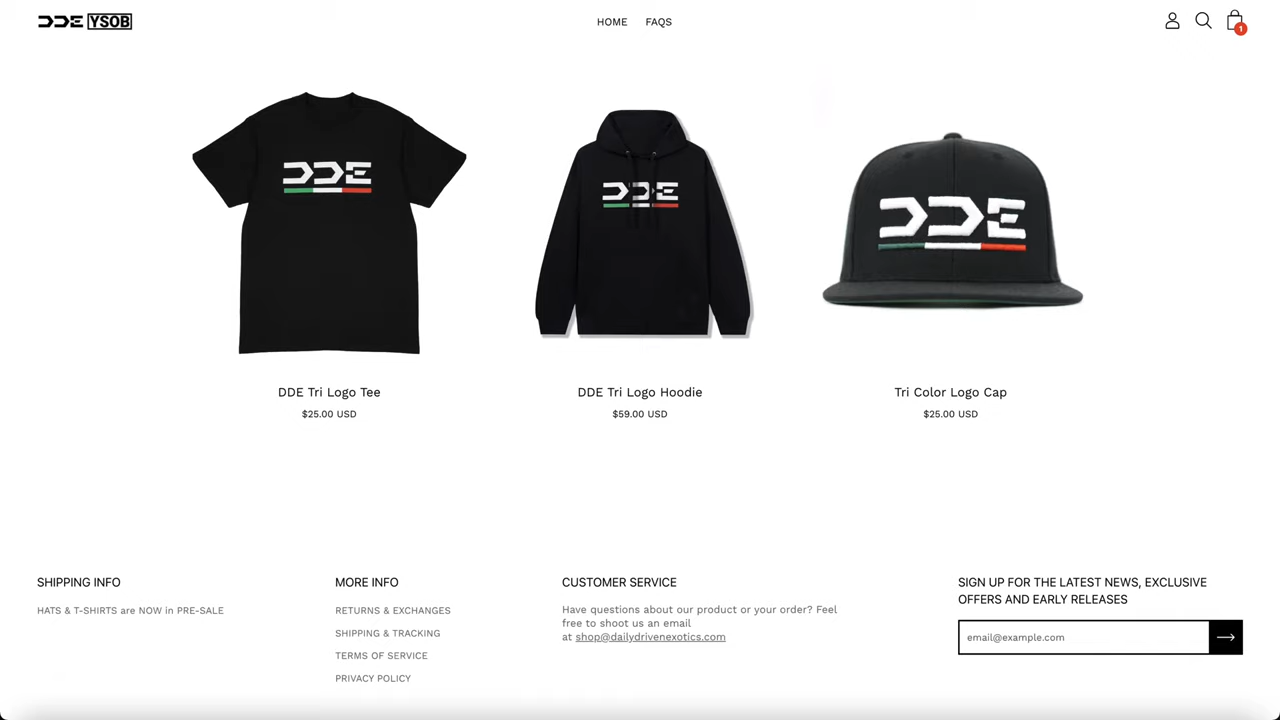 DDE YSOB
HOME FAQS
1
DDE
DDE
DDE
DDE Tri Logo Tee
$25.00 USD
DDE Tri Logo Hoodie
$59.00 USD
Tri Color Logo Cap
$25.00 USD
SHIPPING INFO
HATS & T-SHIRTS are NOW in PRE-SALE
MORE INFO
RETURNS & EXCHANGES
SHIPPING & TRACKING
TERMS OF SERVICE
PRIVACY POLICY
CUSTOMER SERVICE
Have questions about our product or your order? Feel
free to shoot us an email
at shop@dailydrivenexotics.com
SIGN UP FOR THE LATEST NEWS, EXCLUSIVE
OFFERS AND EARLY RELEASES
email@example.com